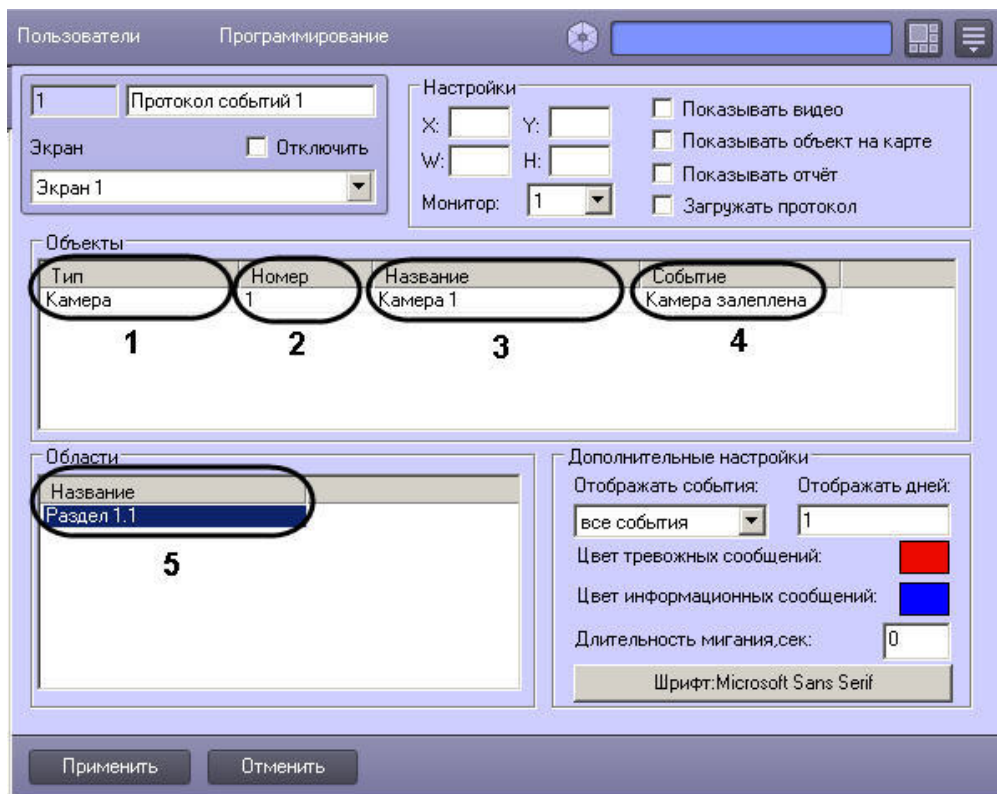 Пользователи Программирование
1 Протокол событий 1
Экран Отключить
Экран 1
Настройки
X: Y:
W: H:
Монитор: 1
Показывать видео
Показывать объект на карте
Показывать отчёт
Загружать протокол
Объекты
Тип Номер Название Событие
Камера 1 Камера 1 Камера залеплена
1 2 3 4
Области
Название
Раздел 1.1
5
Дополнительные настройки
Отображать события: Отображать дней:
все события 1
Цвет тревожных сообщений:
Цвет информационных сообщений:
Длительность мигания,сек: 0
Шрифт:Microsoft Sans Serif
Применить Отменить